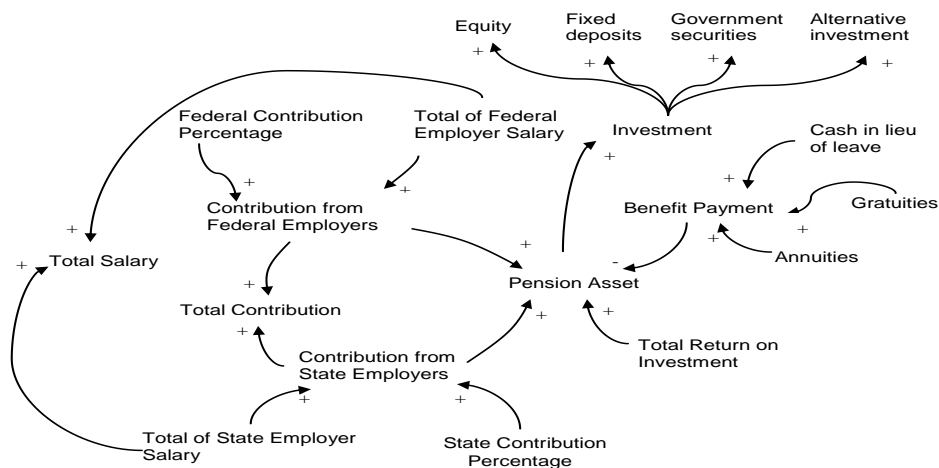 Equity
Fixed
deposits
Government
securities
Alternative
investment
+
+
+
+
Federal Contribution
Percentage
Total of Federal
Employer Salary
Investment
+
Cash in lieu
of leave
+
+
+
Contribution from
Federal Employers
Benefit Payment
Gratuities
+
+
+
+
Total Salary
+
-
Annuities
Pension Asset
+
Total Contribution
+
+
+
Contribution from
State Employers
Total Return on
Investment
+
+
Total of State Employer
Salary
State Contribution
Percentage